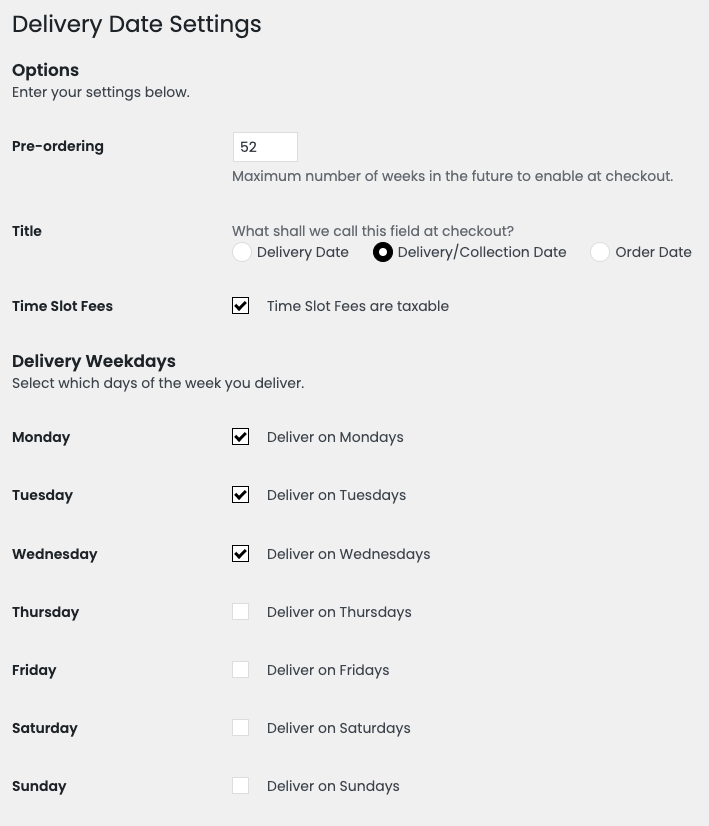 Delivery Date Settings
Options
Enter your settings below.
Pre-ordering 52
Maximum number of weeks in the future to enable at checkout.
Title What shall we call this field at checkout?
Delivery Date Delivery/Collection Date Order Date
Time Slot Fees Time Slot Fees are taxable
Delivery Weekdays
Select which days of the week you deliver.
Monday Deliver on Mondays
Tuesday Deliver on Tuesdays
Wednesday Deliver on Wednesdays
Thursday Deliver on Thursdays
Friday Deliver on Fridays
Saturday Deliver on Saturdays
Sunday Deliver on Sundays